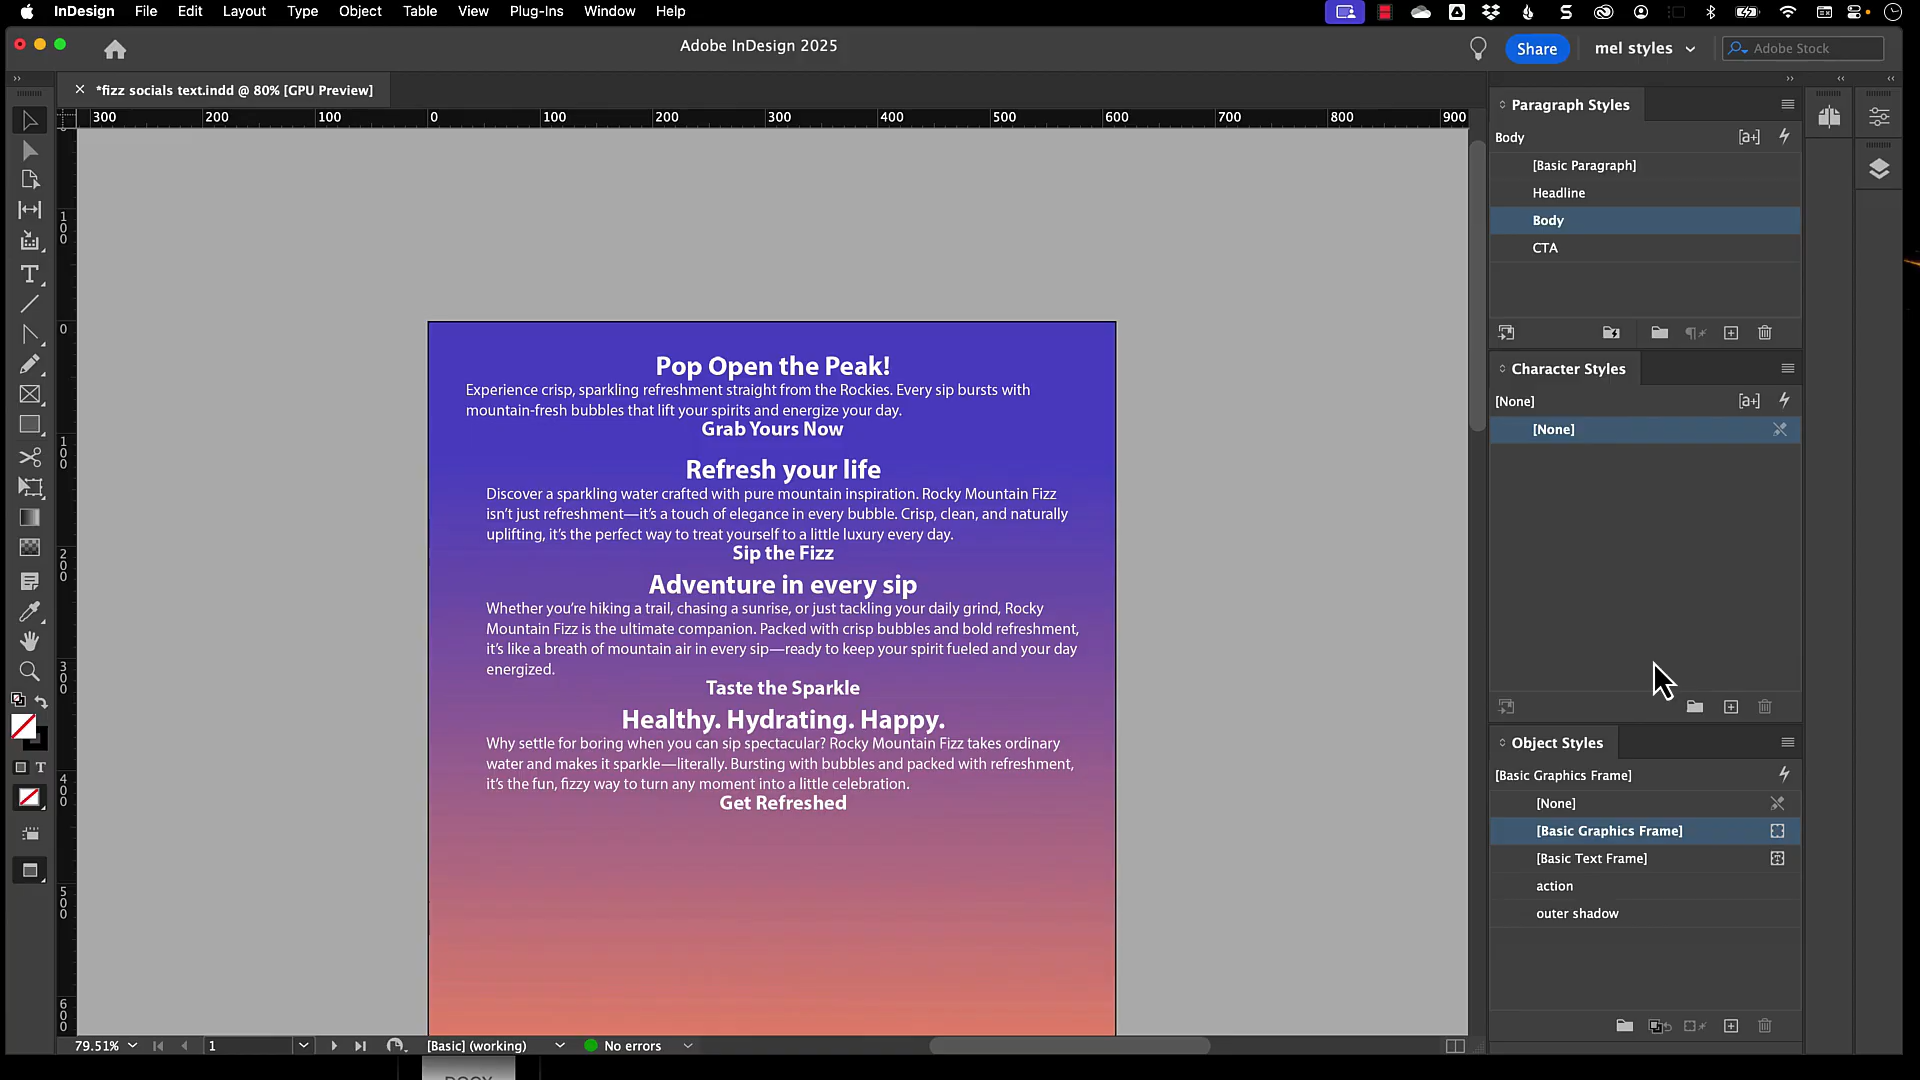 InDesign File Edit Layout Type Object Table View Plug-Ins Window Help
Adobe InDesign 2025
Share
mel styles
Adobe Stock
*fizz socials text.indd @ 80% [GPU Preview]
300 200 100 0 100 200 300 400 500 600 700 800 900
0
100
200
300
400
500
600
Pop Open the Peak!
Experience crisp, sparkling refreshment straight from the Rockies. Every sip bursts with
mountain-fresh bubbles that lift your spirits and energize your day.
Grab Yours Now
Refresh your life
Discover a sparkling water crafted with pure mountain inspiration. Rocky Mountain Fizz
isn’t just refreshment—it’s a touch of elegance in every bubble. Crisp, clean, and naturally
uplifting, it’s the perfect way to treat yourself to a little luxury every day.
Sip the Fizz
Adventure in every sip
Whether you’re hiking a trail, chasing a sunrise, or just tackling your daily grind, Rocky
Mountain Fizz is the ultimate companion. Packed with crisp bubbles and bold refreshment,
it’s like a breath of mountain air in every sip—ready to keep your spirit fueled and your day
energized.
Taste the Sparkle
Healthy. Hydrating. Happy.
Why settle for boring when you can sip spectacular? Rocky Mountain Fizz takes ordinary
water and makes it sparkle—literally. Bursting with bubbles and packed with refreshment,
it’s the fun, fizzy way to turn any moment into a little celebration.
Get Refreshed
Paragraph Styles
Body
[a+]
[Basic Paragraph]
Headline
Body
CTA
Character Styles
[None]
[a+]
[None]
Object Styles
[Basic Graphics Frame]
[None]
[Basic Graphics Frame]
[Basic Text Frame]
action
outer shadow
79.51%
1
[Basic] (working)
No errors